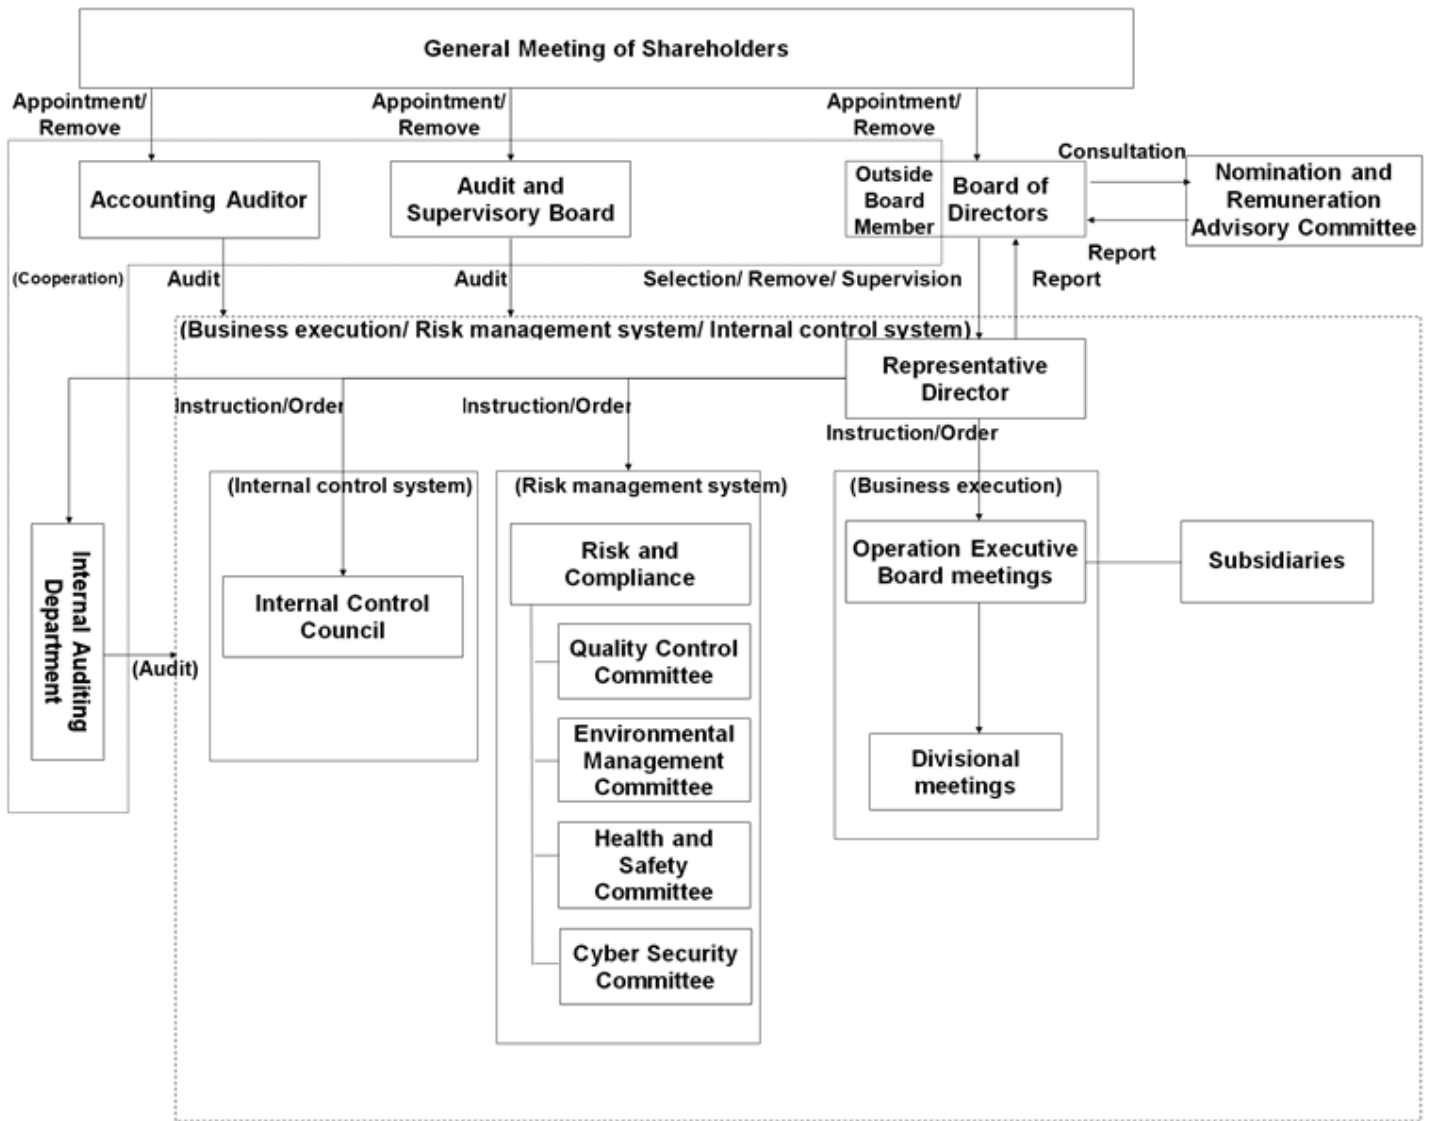 General Meeting of Shareholders
Appointment/
Remove
Appointment/
Remove
Appointment/
Remove
Accounting Auditor
Audit and
Supervisory Board
Outside
Board
Member
Board of
Directors
Consultation
Nomination and
Remuneration
Advisory Committee
Report
(Cooperation)
Audit
Audit
Selection/ Remove/ Supervision
Report
(Business execution/ Risk management system/ Internal control system)
Representative
Director
Instruction/Order
Instruction/Order
Instruction/Order
(Internal control system)
(Risk management system)
(Business execution)
Internal Auditing
Department
(Audit)
Internal Control
Council
Risk and
Compliance
Quality Control
Committee
Environmental
Management
Committee
Health and
Safety
Committee
Cyber Security
Committee
Operation Executive
Board meetings
Subsidiaries
Divisional
meetings